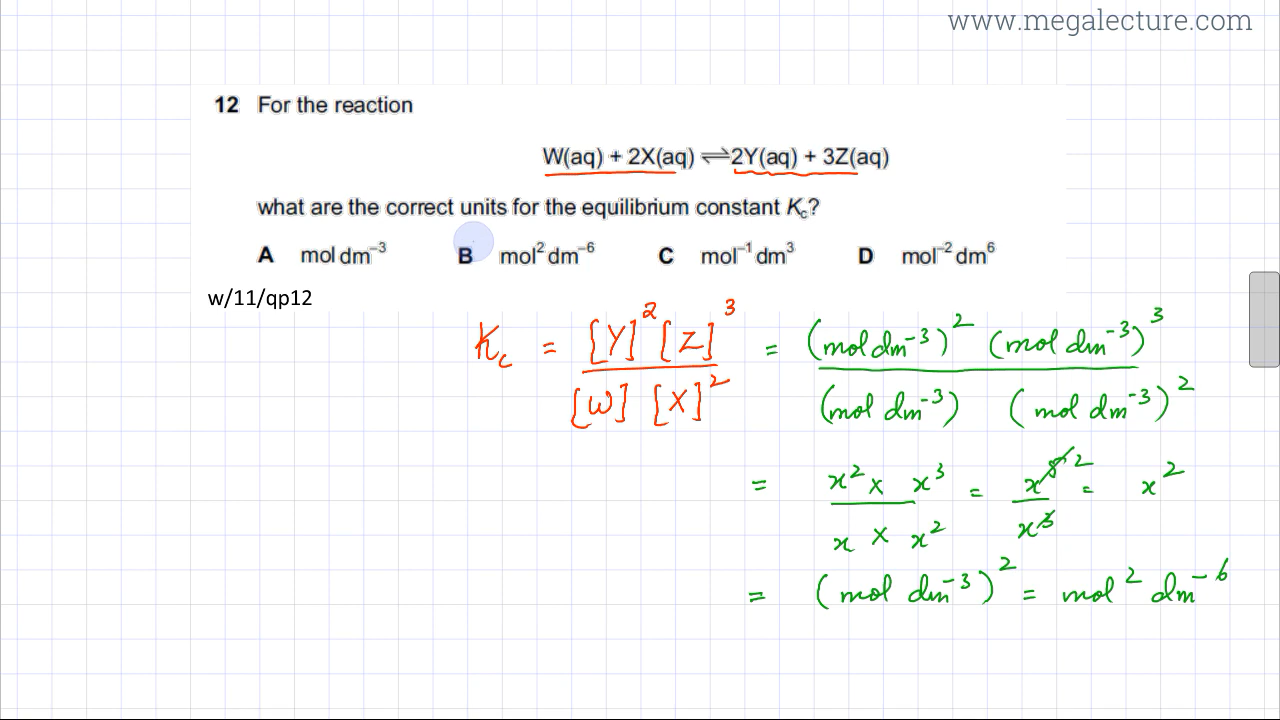 www.megalecture.com
12 For the reaction
W(aq) + 2X(aq) ⇌ 2Y(aq) + 3Z(aq)
what are the correct units for the equilibrium constant Kc?
A mol dm⁻³ B mol² dm⁻⁶ C mol⁻¹ dm³ D mol⁻² dm⁶
w/11/qp12
Kc = [Y]² [Z]³ / [W] [X]² = (mol dm⁻³)² (mol dm⁻³)³ / (mol dm⁻³) (mol dm⁻³)²
= x² × x³ / x × x² = x⁵ ² / x³ = x²
= (mol dm⁻³)² = mol² dm⁻⁶